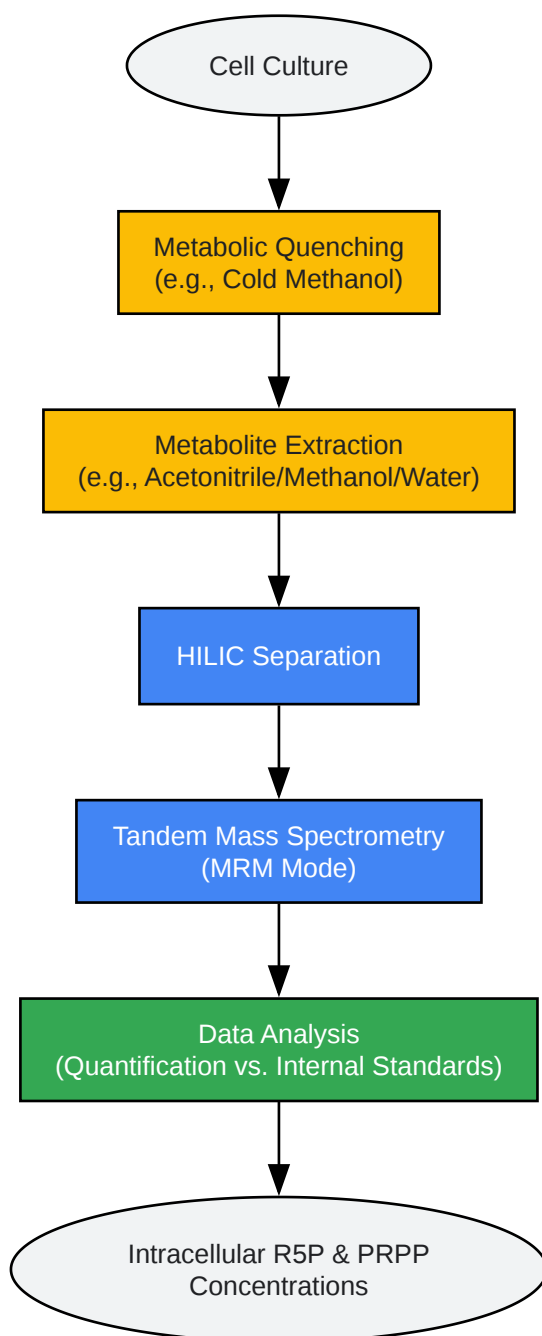 Cell Culture
Metabolic Quenching
(e.g., Cold Methanol)
Metabolite Extraction
(e.g., Acetonitrile/Methanol/Water)
HILIC Separation
Tandem Mass Spectrometry
(MRM Mode)
Data Analysis
(Quantification vs. Internal Standards)
Intracellular R5P & PRPP
Concentrations